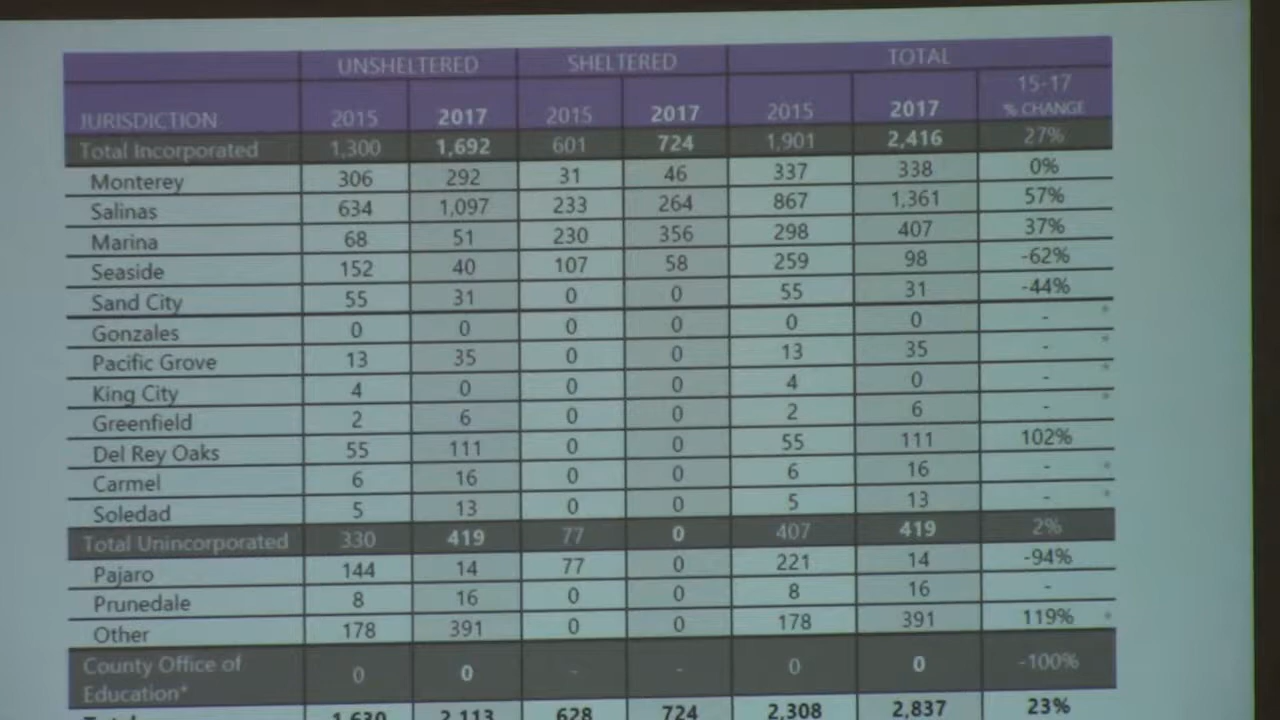 UNSHELTERED SHELTERED TOTAL
JURISDICTION 2015 2017 2015 2017 2015 2017 15-17 % CHANGE
Total Incorporated 1,300 1,692 601 724 1,901 2,416 27%
Monterey 306 292 31 46 337 338 0%
Salinas 634 1,097 233 264 867 1,361 57%
Marina 68 51 230 356 298 407 37%
Seaside 152 40 107 58 259 98 -62%
Sand City 55 31 0 0 55 31 -44%
Gonzales 0 0 0 0 0 0 - *
Pacific Grove 13 35 0 0 13 35 - *
King City 4 0 0 0 4 0 - *
Greenfield 2 6 0 0 2 6 - *
Del Rey Oaks 55 111 0 0 55 111 102%
Carmel 6 16 0 0 6 16 - *
Soledad 5 13 0 0 5 13 - *
Total Unincorporated 330 419 77 0 407 419 2%
Pajaro 144 14 77 0 221 14 -94%
Prunedale 8 16 0 0 8 16 -
Other 178 391 0 0 178 391 119% *
County Office of
Education* 0 0 - - 0 0 -100%
1,630 2,113 628 724 2,308 2,837 23%